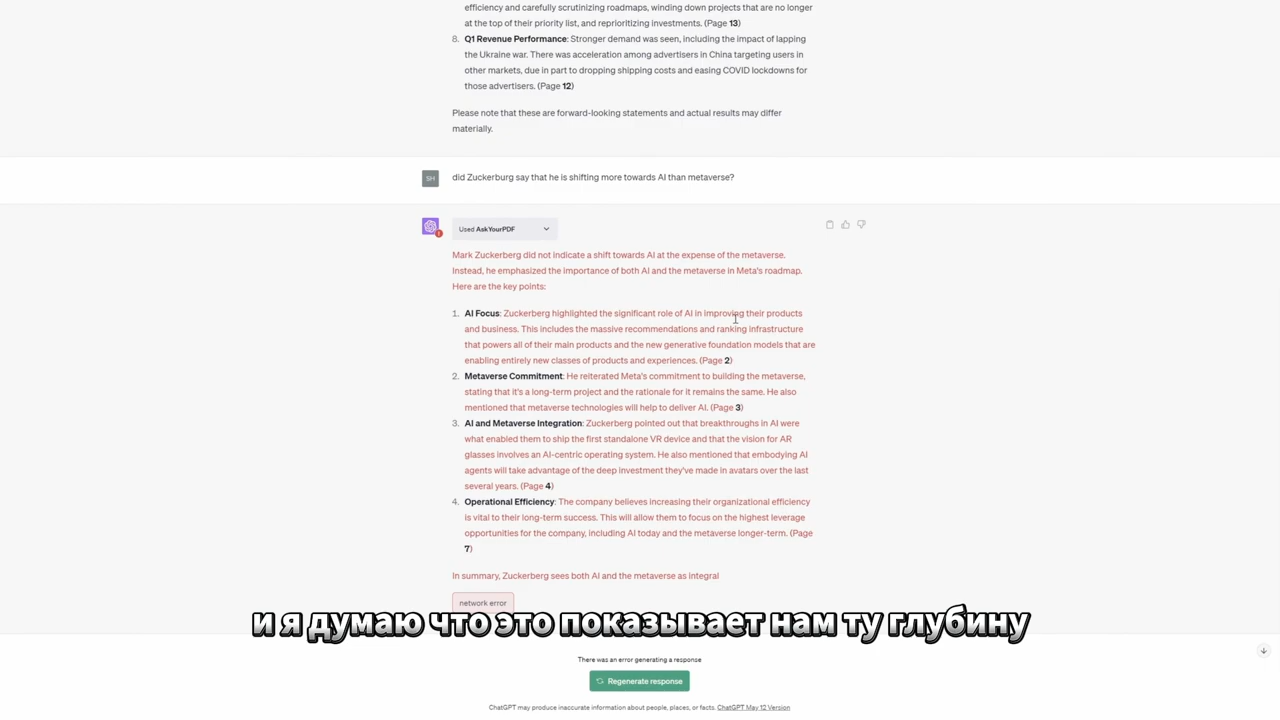 efficiency and carefully scrutinizing roadmaps, winding down projects that are no longer
at the top of their priority list, and reprioritizing investments. (Page 13)
8. Q1 Revenue Performance: Stronger demand was seen, including the impact of lapping
the Ukraine war. There was acceleration among advertisers in China targeting users in
other markets, due in part to dropping shipping costs and easing COVID lockdowns for
those advertisers. (Page 12)
Please note that these are forward-looking statements and actual results may differ
materially.
SH did Zuckerburg say that he is shifting more towards AI than metaverse?
Used AskYourPDF
Mark Zuckerberg did not indicate a shift towards AI at the expense of the metaverse.
Instead, he emphasized the importance of both AI and the metaverse in Meta's roadmap.
Here are the key points:
1. AI Focus: Zuckerberg highlighted the significant role of AI in improving their products
and business. This includes the massive recommendations and ranking infrastructure
that powers all of their main products and the new generative foundation models that are
enabling entirely new classes of products and experiences. (Page 2)
2. Metaverse Commitment: He reiterated Meta's commitment to building the metaverse,
stating that it's a long-term project and the rationale for it remains the same. He also
mentioned that metaverse technologies will help to deliver AI. (Page 3)
3. AI and Metaverse Integration: Zuckerberg pointed out that breakthroughs in AI were
what enabled them to ship the first standalone VR device and that the vision for AR
glasses involves an AI-centric operating system. He also mentioned that embodying AI
agents will take advantage of the deep investment they've made in avatars over the last
several years. (Page 4)
4. Operational Efficiency: The company believes increasing their organizational efficiency
is vital to their long-term success. This will allow them to focus on the highest leverage
opportunities for the company, including AI today and the metaverse longer-term. (Page
7)
In summary, Zuckerberg sees both AI and the metaverse as integral
network error
и я думаю что это показывает нам ту глубину
There was an error generating a response
Regenerate response
ChatGPT may produce inaccurate information about people, places, or facts. ChatGPT May 12 Version